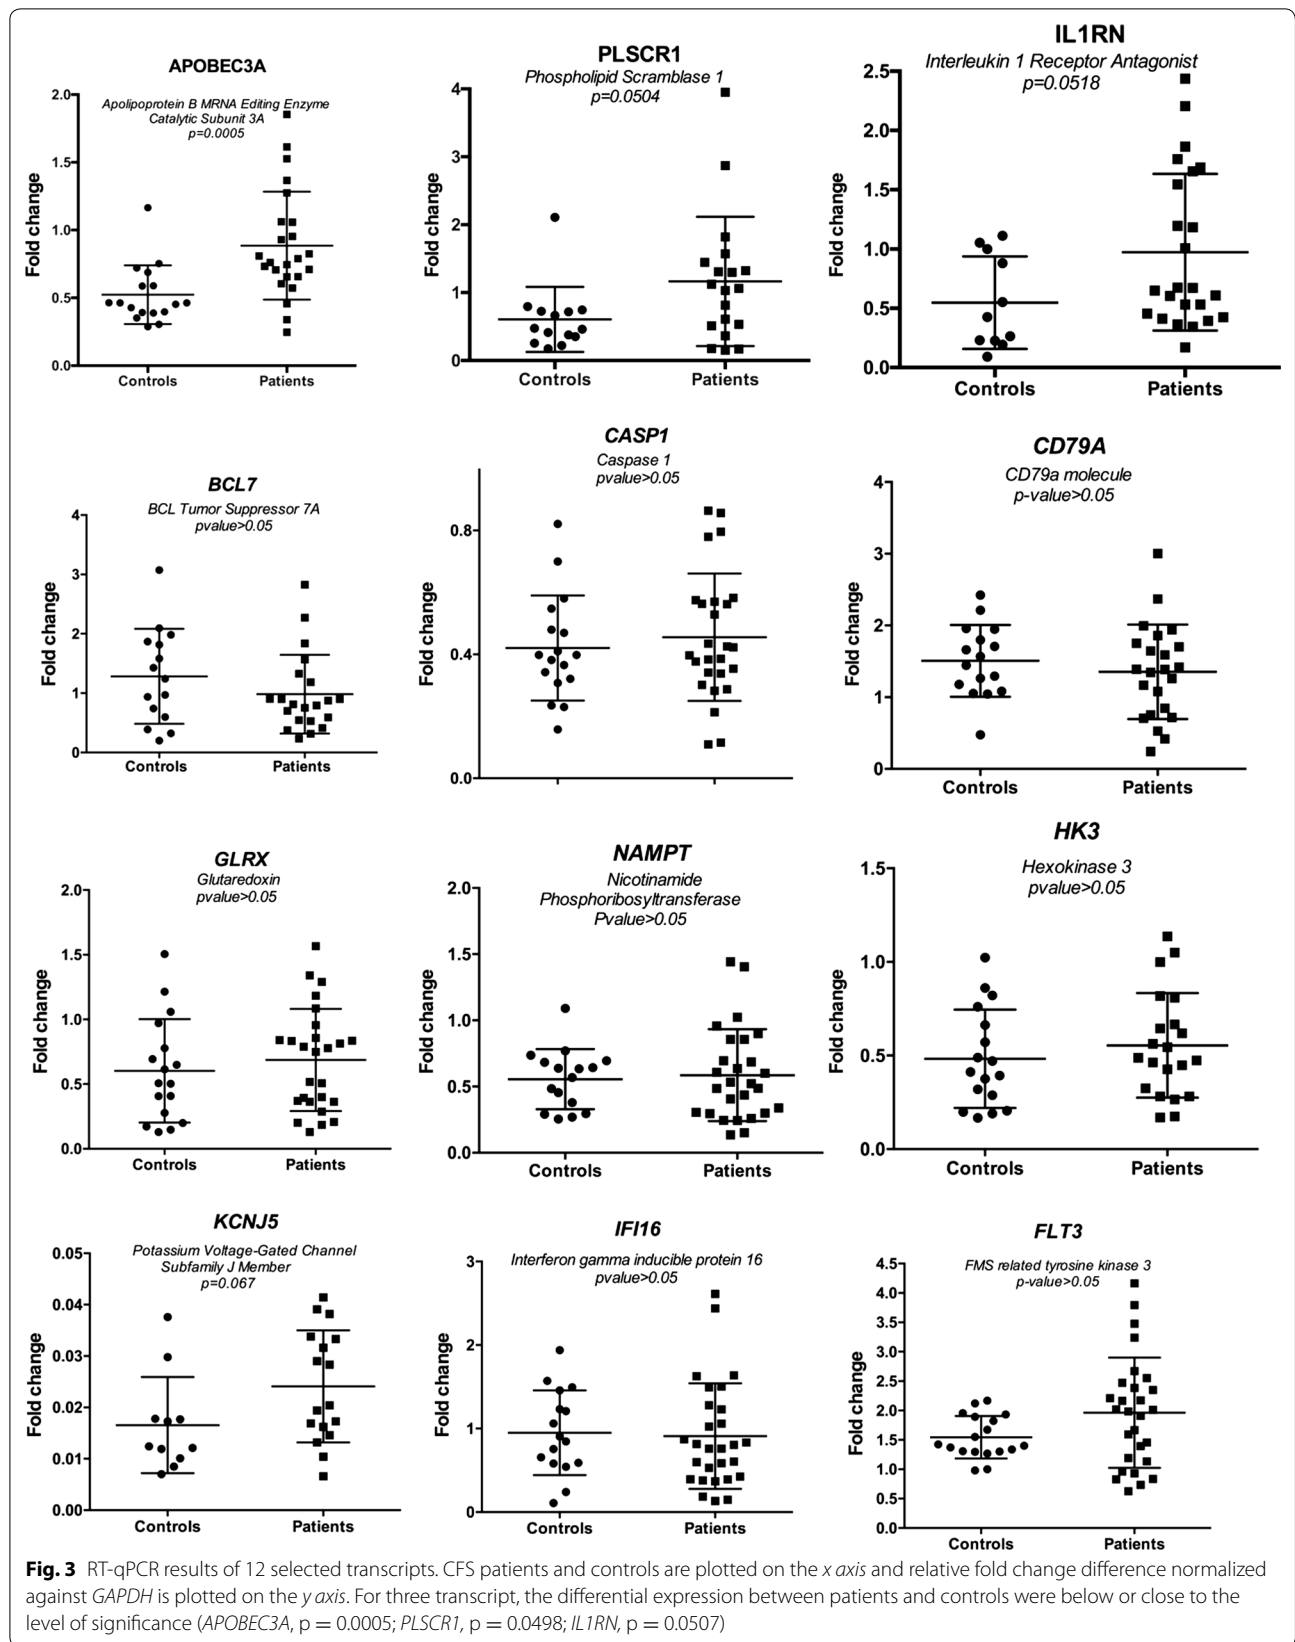 APOBEC3A
Apolipoprotein B MRNA Editing Enzyme
Catalytic Subunit 3A
p=0.0005
Fold change
2.0
1.5
1.0
0.5
0.0
Controls Patients
PLSCR1
Phospholipid Scramblase 1
p=0.0504
Fold change
4
3
2
1
0
Controls Patients
IL1RN
Interleukin 1 Receptor Antagonist
p=0.0518
Fold change
2.5
2.0
1.5
1.0
0.5
0.0
Controls Patients
BCL7
BCL Tumor Suppressor 7A
pvalue>0.05
Fold change
4
3
2
1
0
Controls Patients
CASP1
Caspase 1
pvalue>0.05
Fold change
0.8
0.4
0.0
CD79A
CD79a molecule
p-value>0.05
Fold change
4
3
2
1
0
Controls Patients
GLRX
Glutaredoxin
pvalue>0.05
Fold change
2.0
1.5
1.0
0.5
0.0
Controls Patients
NAMPT
Nicotinamide
Phosphoribosyltransferase
Pvalue>0.05
Fold change
2.0
1.5
1.0
0.5
0.0
Controls Patients
HK3
Hexokinase 3
pvalue>0.05
Fold change
1.5
1.0
0.5
0.0
Controls Patients
KCNJ5
Potassium Voltage-Gated Channel
Subfamily J Member
p=0.067
Fold change
0.05
0.04
0.03
0.02
0.01
0.00
Controls Patients
IFI16
Interferon gamma inducible protein 16
pvalue>0.05
Fold change
3
2
1
0
Controls Patients
FLT3
FMS related tyrosine kinase 3
p-value>0.05
Fold change
4.5
4.0
3.5
3.0
2.5
2.0
1.5
1.0
0.5
0.0
Controls Patients
Fig. 3 RT-qPCR results of 12 selected transcripts. CFS patients and controls are plotted on the x axis and relative fold change difference normalized
against GAPDH is plotted on the y axis. For three transcript, the differential expression between patients and controls were below or close to the
level of significance (APOBEC3A, p = 0.0005; PLSCR1, p = 0.0498; IL1RN, p = 0.0507)